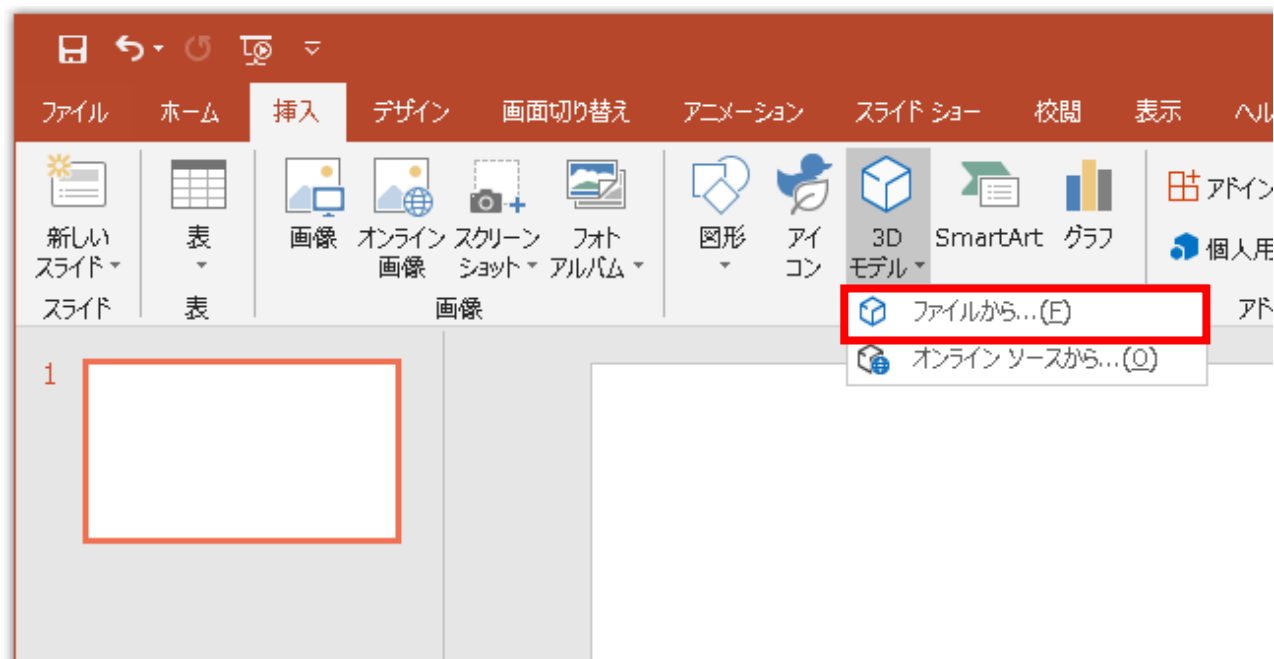 ファイル ホーム 挿入 デザイン 画面切り替え アニメーション スライド ショー 校閲 表示 ヘル
新しい
スライド
表
画像
オンライン
画像
スクリーン
ショット
フォト
アルバム
図形
アイ
コン
3D
モデル
SmartArt
グラフ
アドイン
個人用
スライド 表 画像 アド
ファイルから...(F)
オンライン ソースから...(O)
1